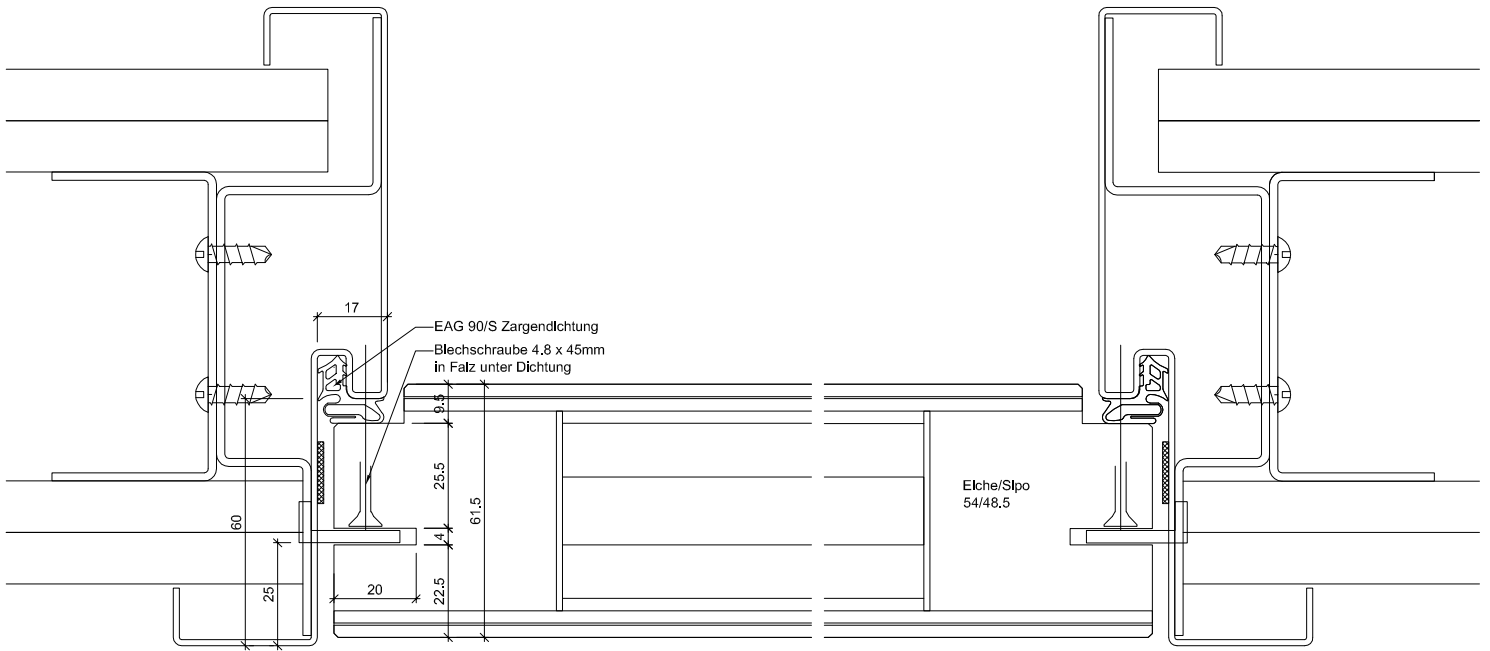 17
EAG 90/S Zargendichtung
Blechschraube 4.8 x 45mm
in Falz unter Dichtung
9.5
25.5
61.5
Eiche/Sipo
54/48.5
60
4
25
20
22.5